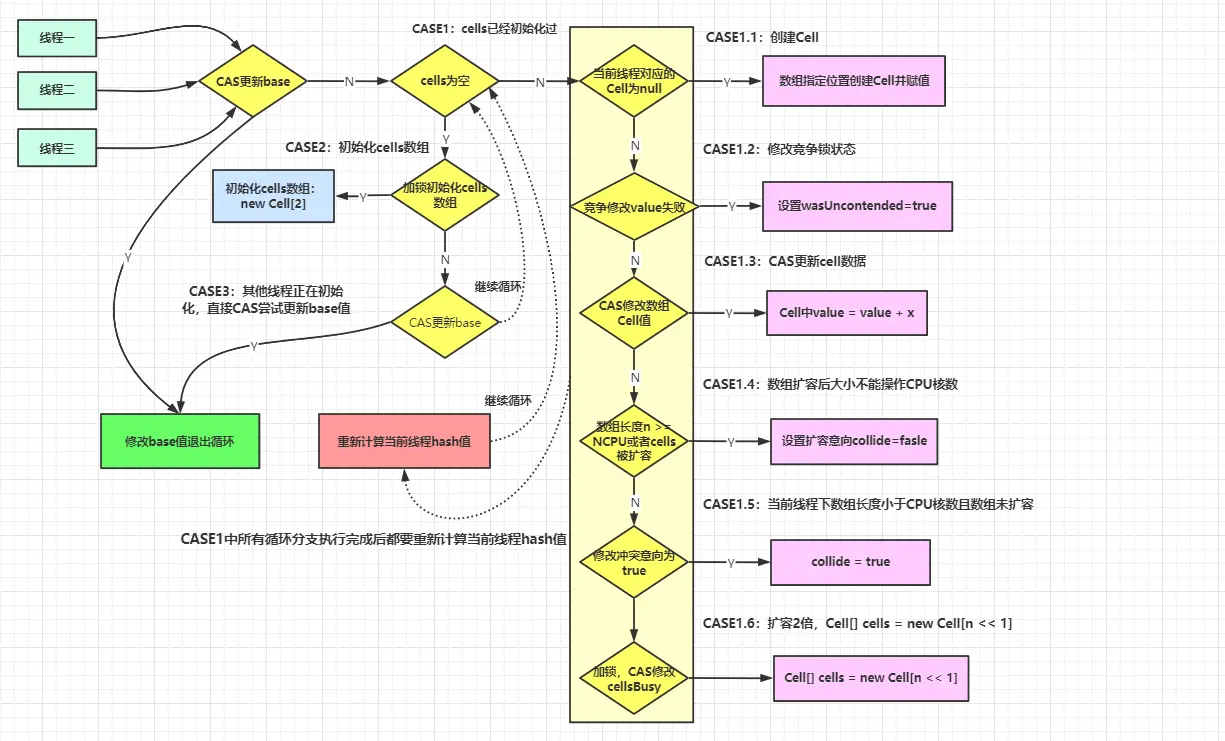 线程一
线程二
线程三
CAS更新base
N
CASE1：cells已经初始化过
cells为空
N
Y
CASE2：初始化cells数组
加锁初始化cells
数组
Y
初始化cells数组：
new Cell[2]
N
CASE3：其他线程正在初始
化，直接CAS尝试更新base值
CAS更新base
继续循环
Y
Y
修改base值退出循环
继续循环
重新计算当前线程hash值
CASE1中所有循环分支执行完成后都要重新计算当前线程hash值
当前线程对应的
Cell为null
Y
CASE1.1：创建Cell
数组指定位置创建Cell并赋值
N
CASE1.2：修改竞争锁状态
竞争修改value失败
Y
设置wasUncontended=true
N
CASE1.3：CAS更新cell数据
CAS修改数组
Cell值
Y
Cell中value = value + x
N
CASE1.4：数组扩容后大小不能操作CPU核数
数组长度n >=
NCPU或者cells
被扩容
Y
设置扩容意向collide=fasle
N
CASE1.5：当前线程下数组长度小于CPU核数且数组未扩容
修改冲突意向为
true
Y
collide = true
CASE1.6：扩容2倍，Cell[] cells = new Cell[n << 1]
加锁，CAS修改
cellsBusy
Cell[] cells = new Cell[n << 1]